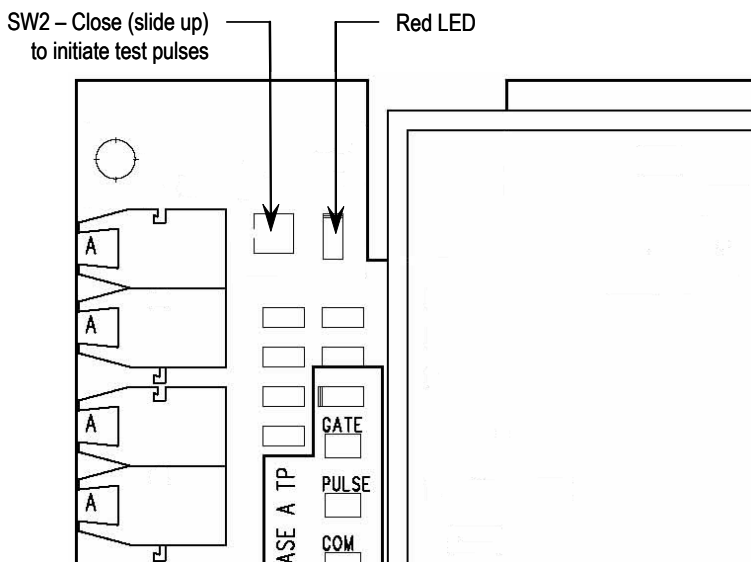 SW2 – Close (slide up)
to initiate test pulses
Red LED
A
A
A
A
GATE
PULSE
COM
ASE A TP